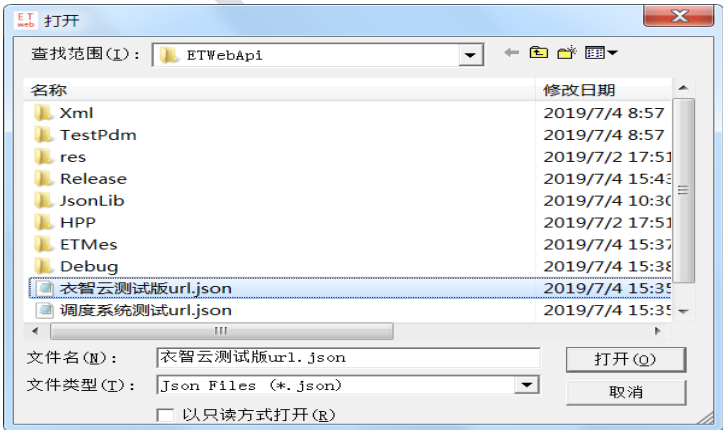 ET web 打开
查找范围(I): ETWebApi
名称 修改日期
Xml 2019/7/4 8:57
TestPdm 2019/7/4 8:57
res 2019/7/2 17:51
Release 2019/7/4 15:43
JsonLib 2019/7/4 10:30
HPP 2019/7/2 17:51
ETMes 2019/7/4 15:37
Debug 2019/7/4 15:38
衣智云测试版url.json 2019/7/4 15:35
调度系统测试url.json 2019/7/4 15:35
文件名(N): 衣智云测试版url.json 打开(O)
文件类型(T): Json Files (*.json) 取消
以只读方式打开(R)